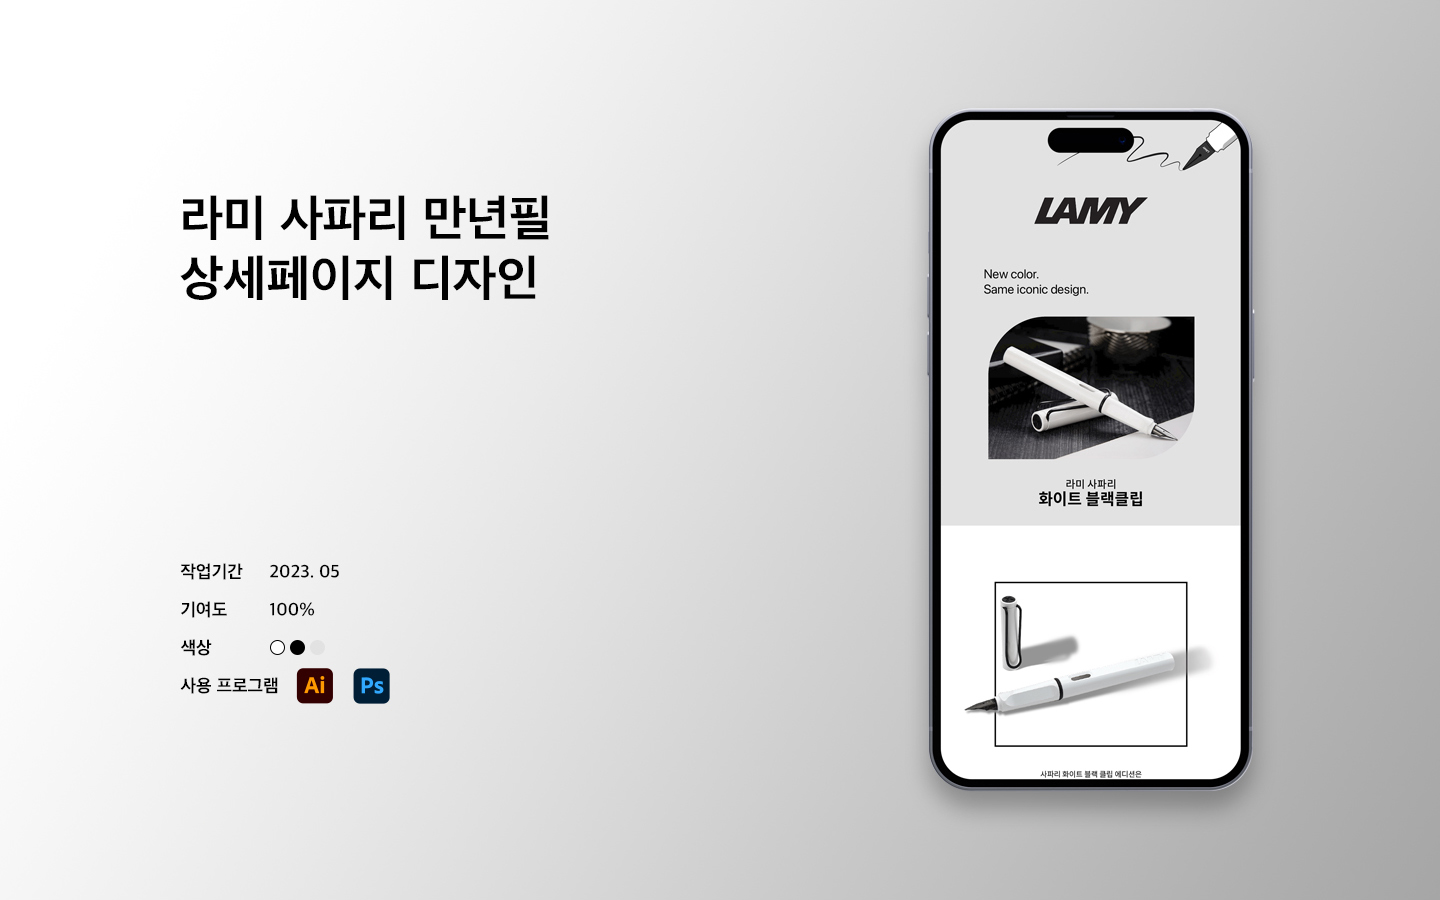 라미 사파리 만년필
상세페이지 디자인
작업기간 2023. 05
기여도 100%
색상
사용 프로그램 Ai Ps
LAMY
New color.
Same iconic design.
라미 사파리
화이트 블랙클립
사파리 화이트 블랙 클립 에디션은